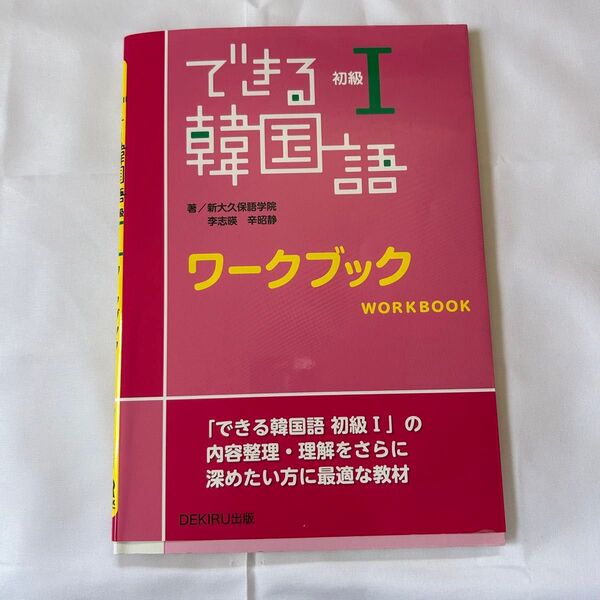 できる
初級 I
韓国語
著／新大久保語学院
李志暎 辛昭静
ワークブック
WORKBOOK
「できる韓国語 初級Ⅰ」の
内容整理・理解をさらに
深めたい方に最適な教材
DEKIRU出版